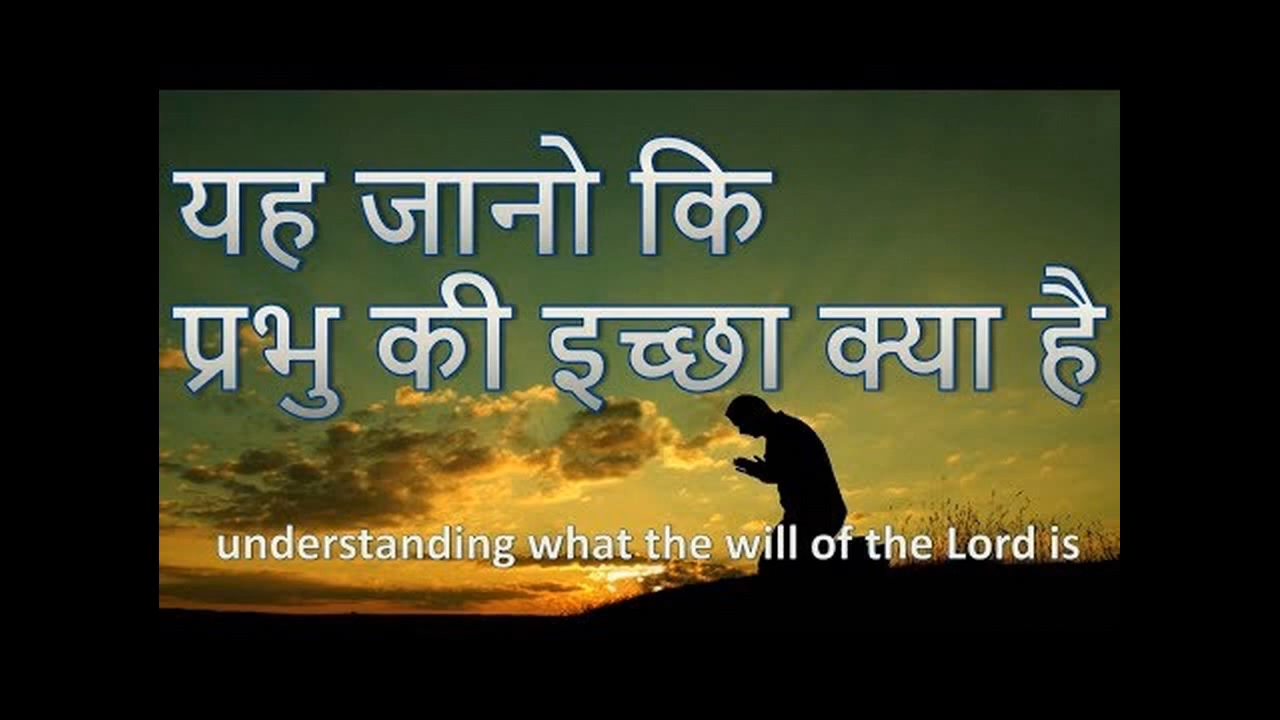 यह जानो कि
प्रभु की इच्छा क्या है
understanding what the will of the Lord is